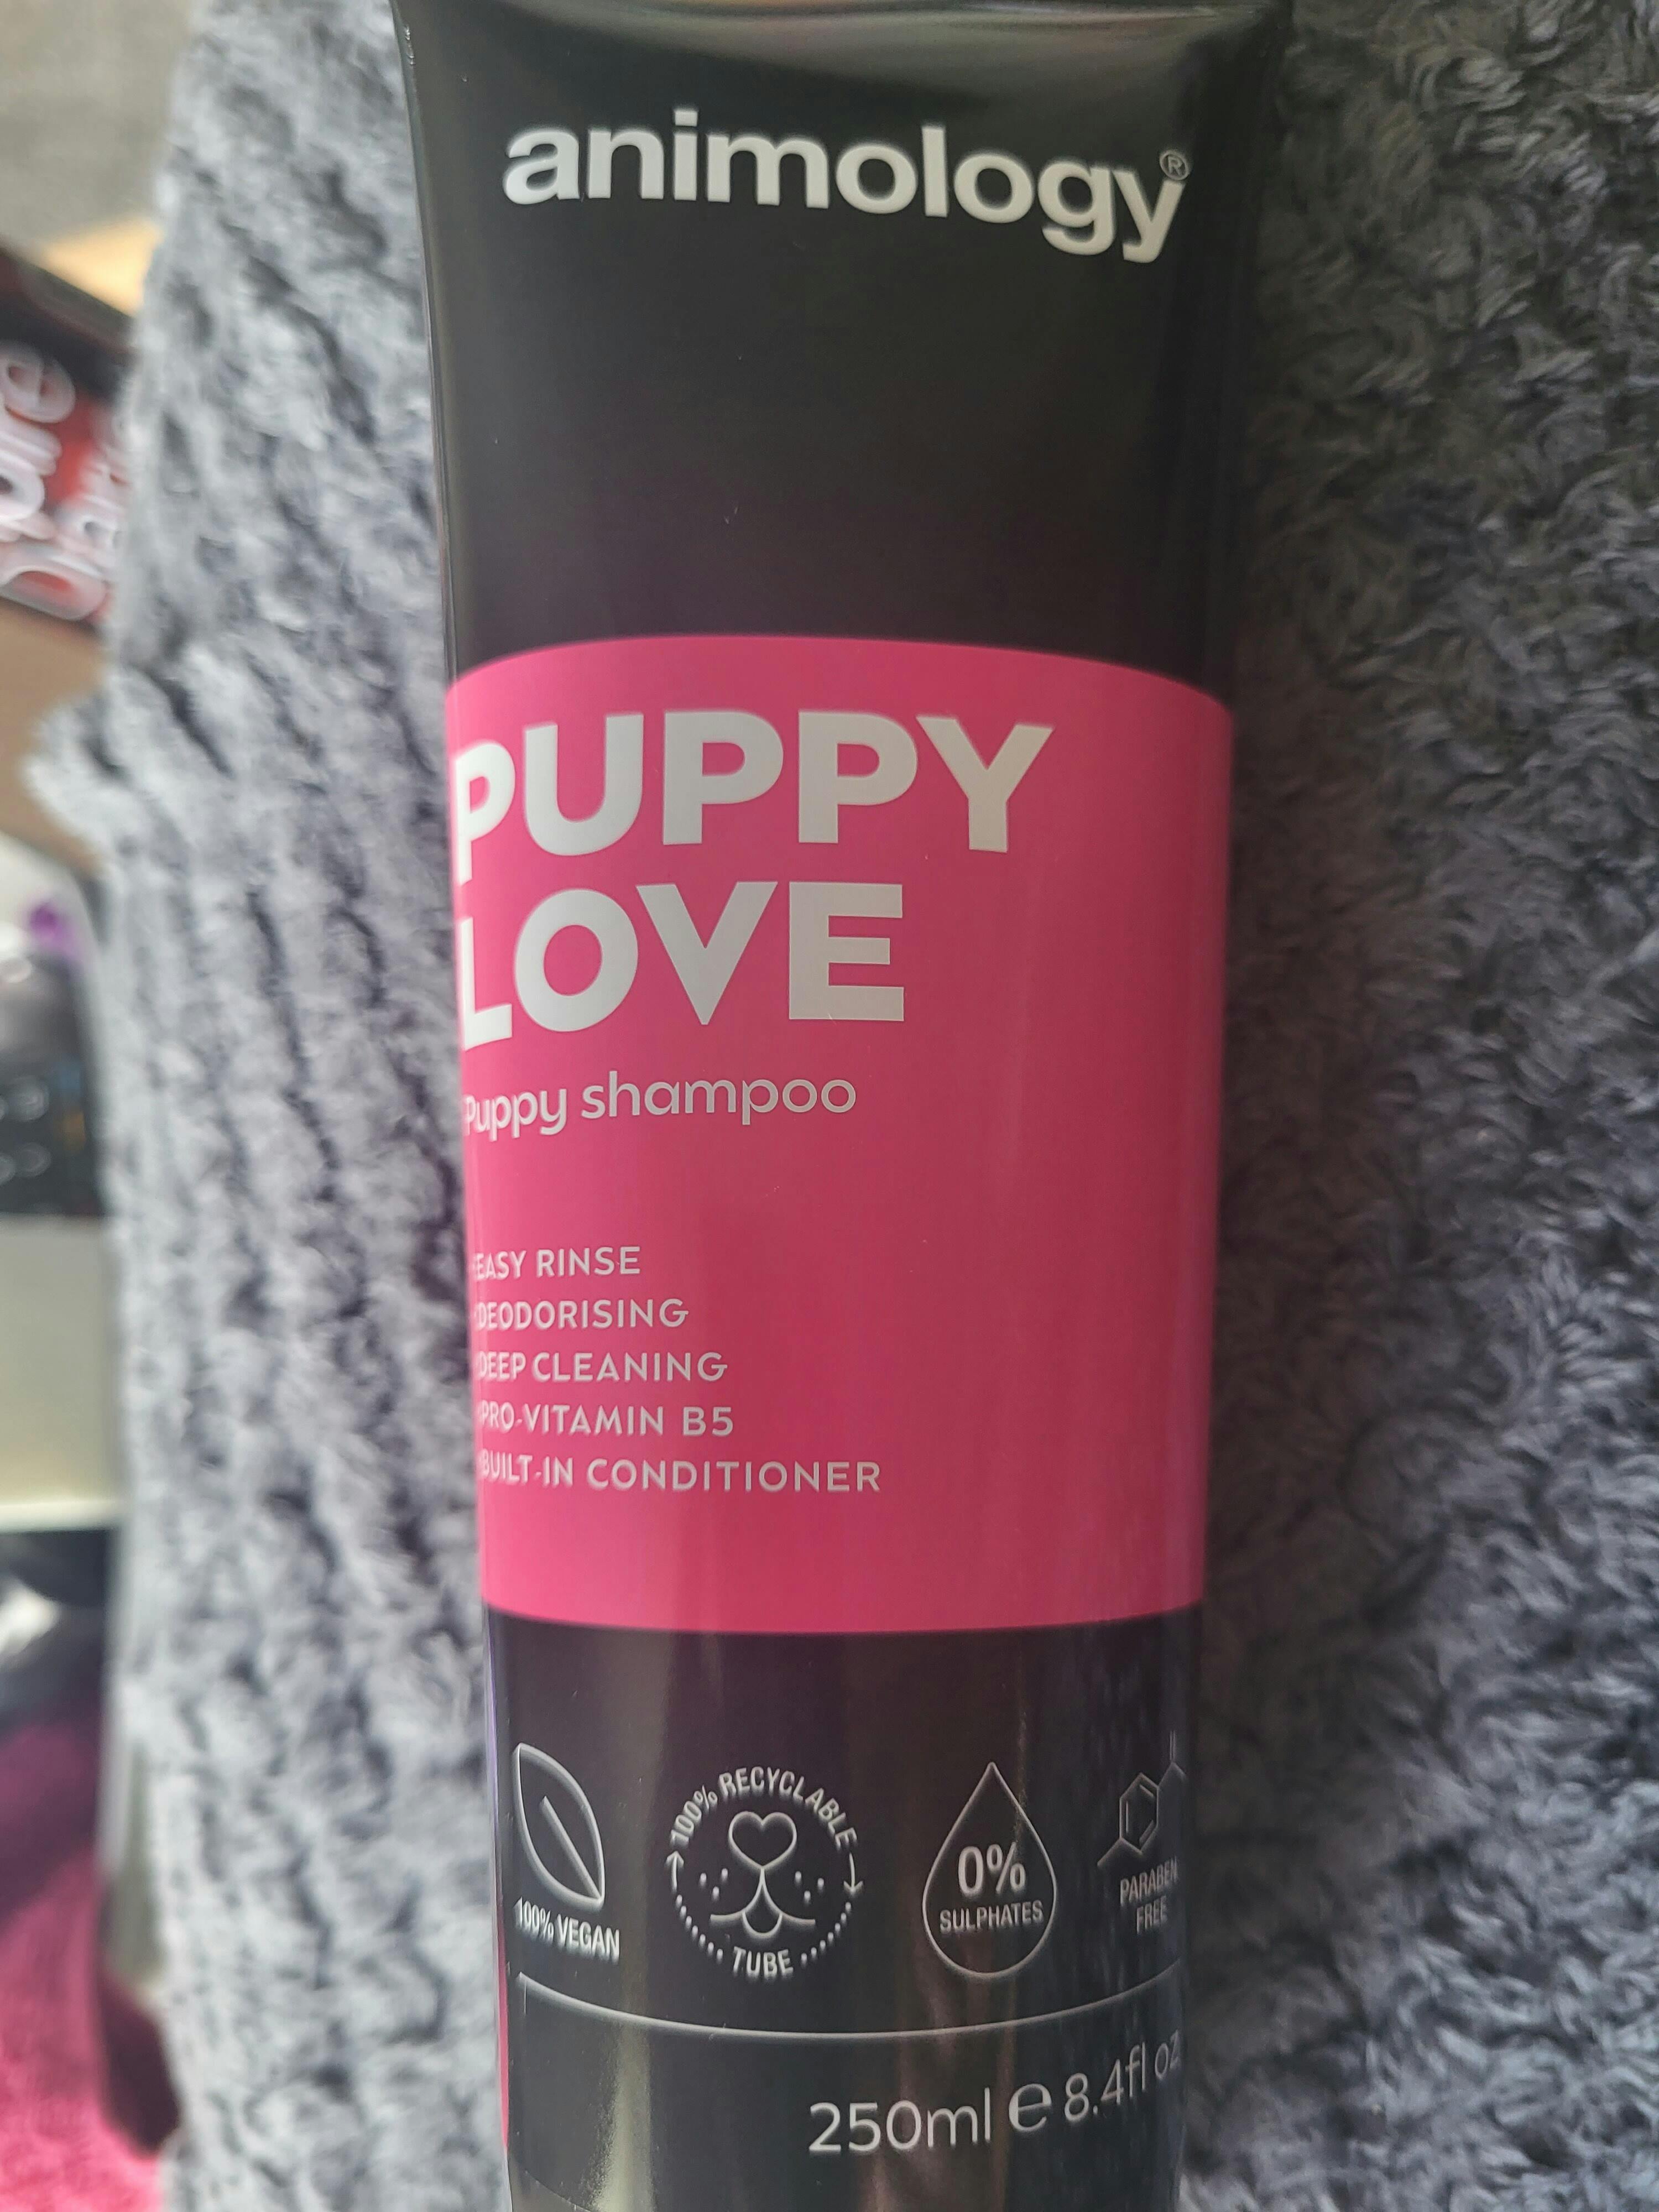 animology®
PUPPY
LOVE
Puppy shampoo
EASY RINSE
DEODORISING
DEEP CLEANING
PRO-VITAMIN B5
BUILT-IN CONDITIONER
100% VEGAN
100% RECYCLABLE
TUBE
0%
SULPHATES
PARABEN
FREE
250ml e 8.4fl oz